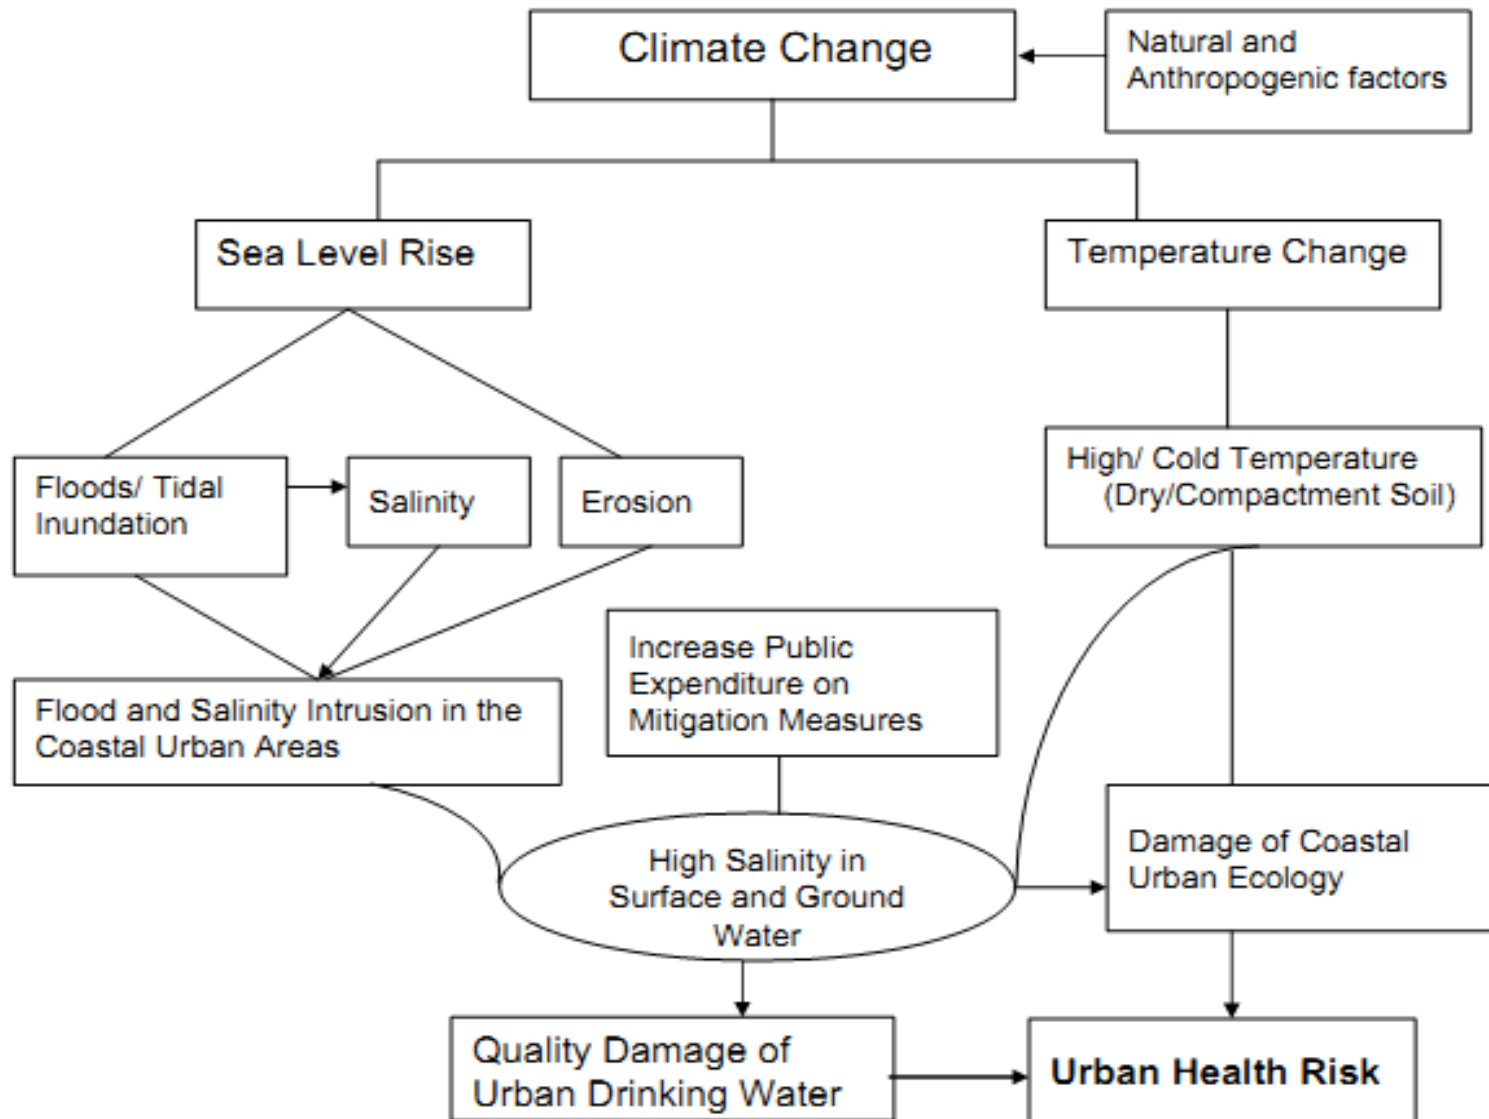 Climate Change
Natural and
Anthropogenic factors
Sea Level Rise
Temperature Change
Floods/ Tidal
Inundation
Salinity
Erosion
High/ Cold Temperature
(Dry/Compactment Soil)
Increase Public
Expenditure on
Mitigation Measures
Flood and Salinity Intrusion in the
Coastal Urban Areas
High Salinity in
Surface and Ground
Water
Damage of Coastal
Urban Ecology
Quality Damage of
Urban Drinking Water
Urban Health Risk